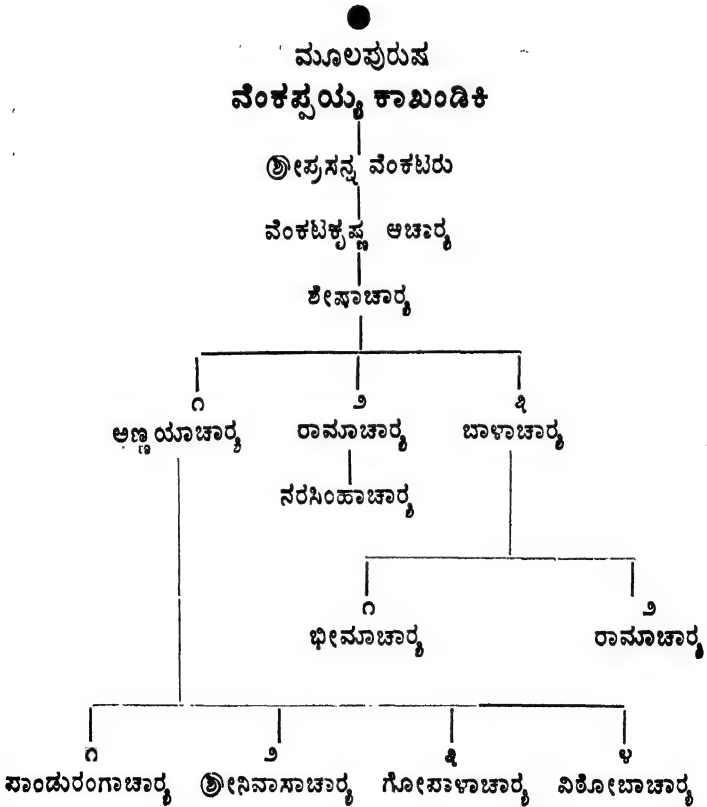 ಮೂಲಪುರುಷ
ವೆಂಕಪ್ಪಯ್ಯ ಕಾಖಂಡಿಕಿ
ಶ್ರೀಪ್ರಸನ್ನ ವೆಂಕಟರು
ವೆಂಕಟಕೃಷ್ಣ ಆಚಾರ್‍ಯ
ಶೇಷಾಚಾರ್‍ಯ
೧ ೨ ೩
ಅಣ್ಣಯಾಚಾರ್‍ಯ ರಾಮಾಚಾರ್‍ಯ ಬಾಳಾಚಾರ್‍ಯ
ನರಸಿಂಹಾಚಾರ್‍ಯ
೧ ೨
ಭೀಮಾಚಾರ್‍ಯ ರಾಮಾಚಾರ್‍ಯ
೧ ೨ ೩ ೪
ಪಾಂಡುರಂಗಾಚಾರ್‍ಯ ಶ್ರೀನಿವಾಸಾಚಾರ್‍ಯ ಗೋಪಾಳಾಚಾರ್‍ಯ ವಿಠೋಬಾಚಾರ್‍ಯ